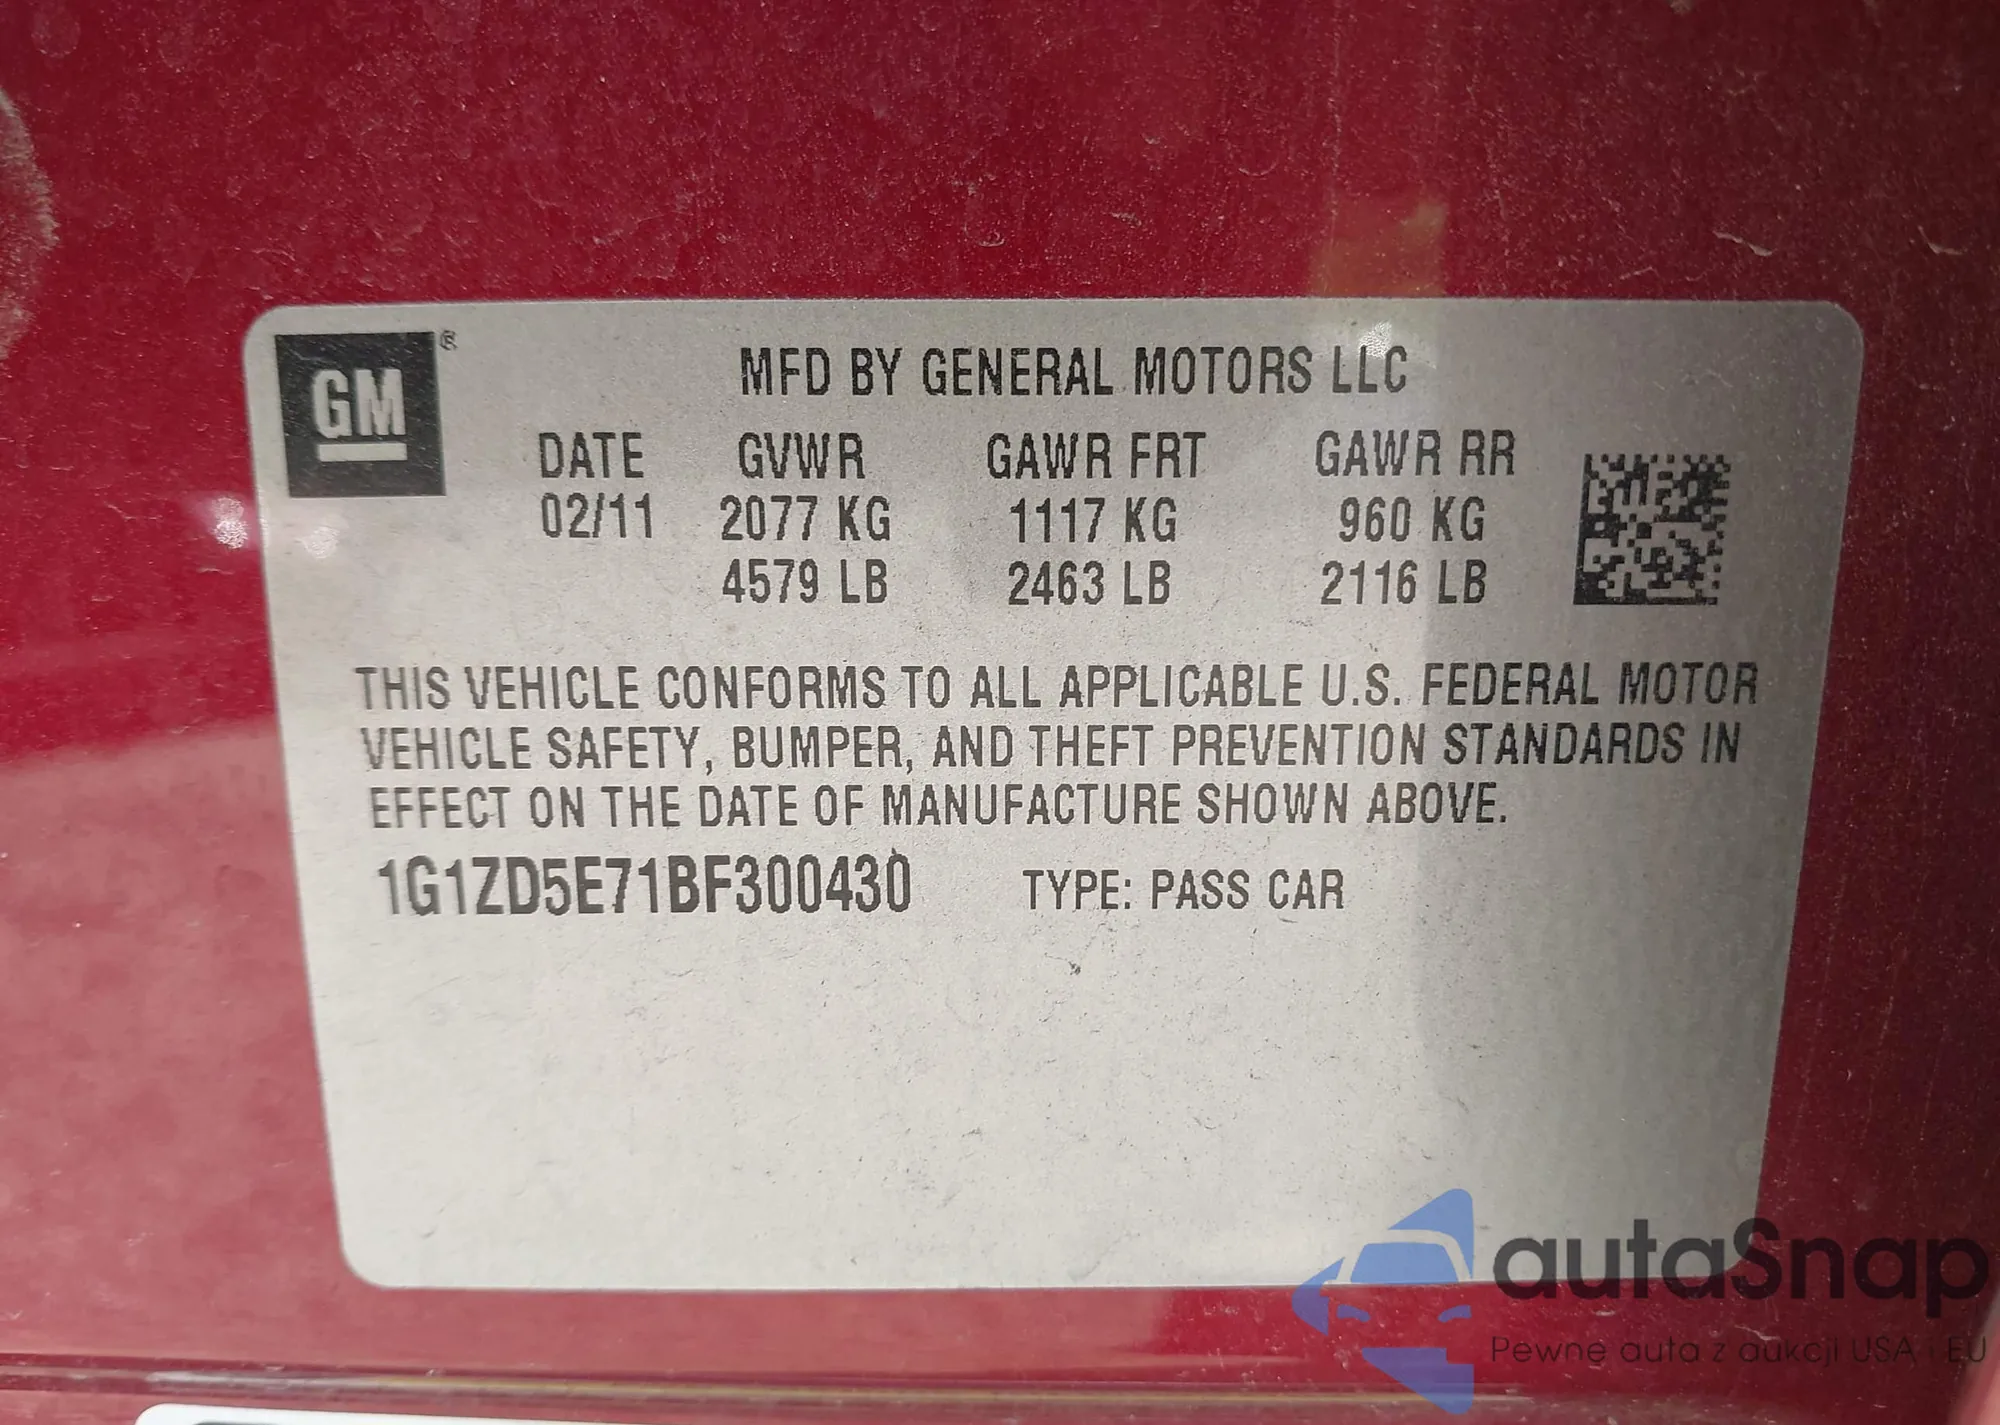 GM ®
MFD BY GENERAL MOTORS LLC
DATE GVWR GAWR FRT GAWR RR
02/11 2077 KG 1117 KG 960 KG
4579 LB 2463 LB 2116 LB
THIS VEHICLE CONFORMS TO ALL APPLICABLE U.S. FEDERAL MOTOR
VEHICLE SAFETY, BUMPER, AND THEFT PREVENTION STANDARDS IN
EFFECT ON THE DATE OF MANUFACTURE SHOWN ABOVE.
1G1ZD5E71BF300430 TYPE: PASS CAR
autaSnap
Pewne auta z aukcji USA i EU